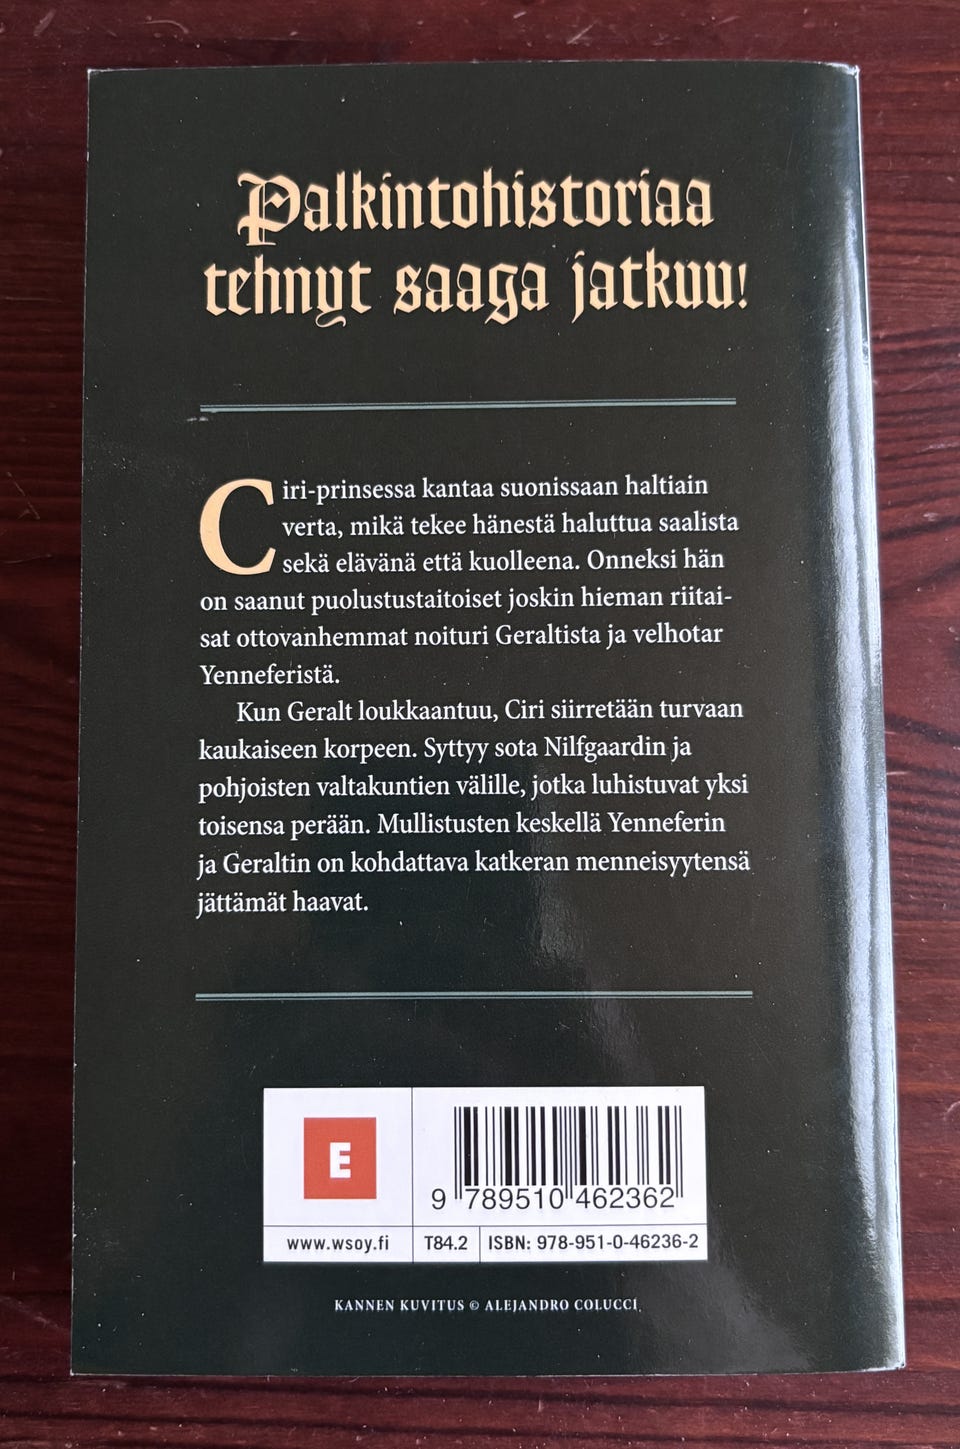 Palkintohistoriaa
tehnyt saaga jatkuu!
Ciri-prinsessa kantaa suonissaan haltiain
verta, mikä tekee hänestä haluttua saalista
sekä elävänä että kuolleena. Onneksi hän
on saanut puolustustaitoiset joskin hieman riitai-
sat ottovanhemmat noituri Geraltista ja velhotar
Yenneferistä.
Kun Geralt loukkaantuu, Ciri siirretään turvaan
kaukaiseen korpeen. Syttyy sota Nilfgaardin ja
pohjoisten valtakuntien välille, jotka luhistuvat yksi
toisensa perään. Mullistusten keskellä Yenneferin
ja Geraltin on kohdattava katkeran menneisyytensä
jättämät haavat.
E
9 789510 462362
www.wsoy.fi
T84.2
ISBN: 978-951-0-46236-2
KANNEN KUVITUS © ALEJANDRO COLUCCI